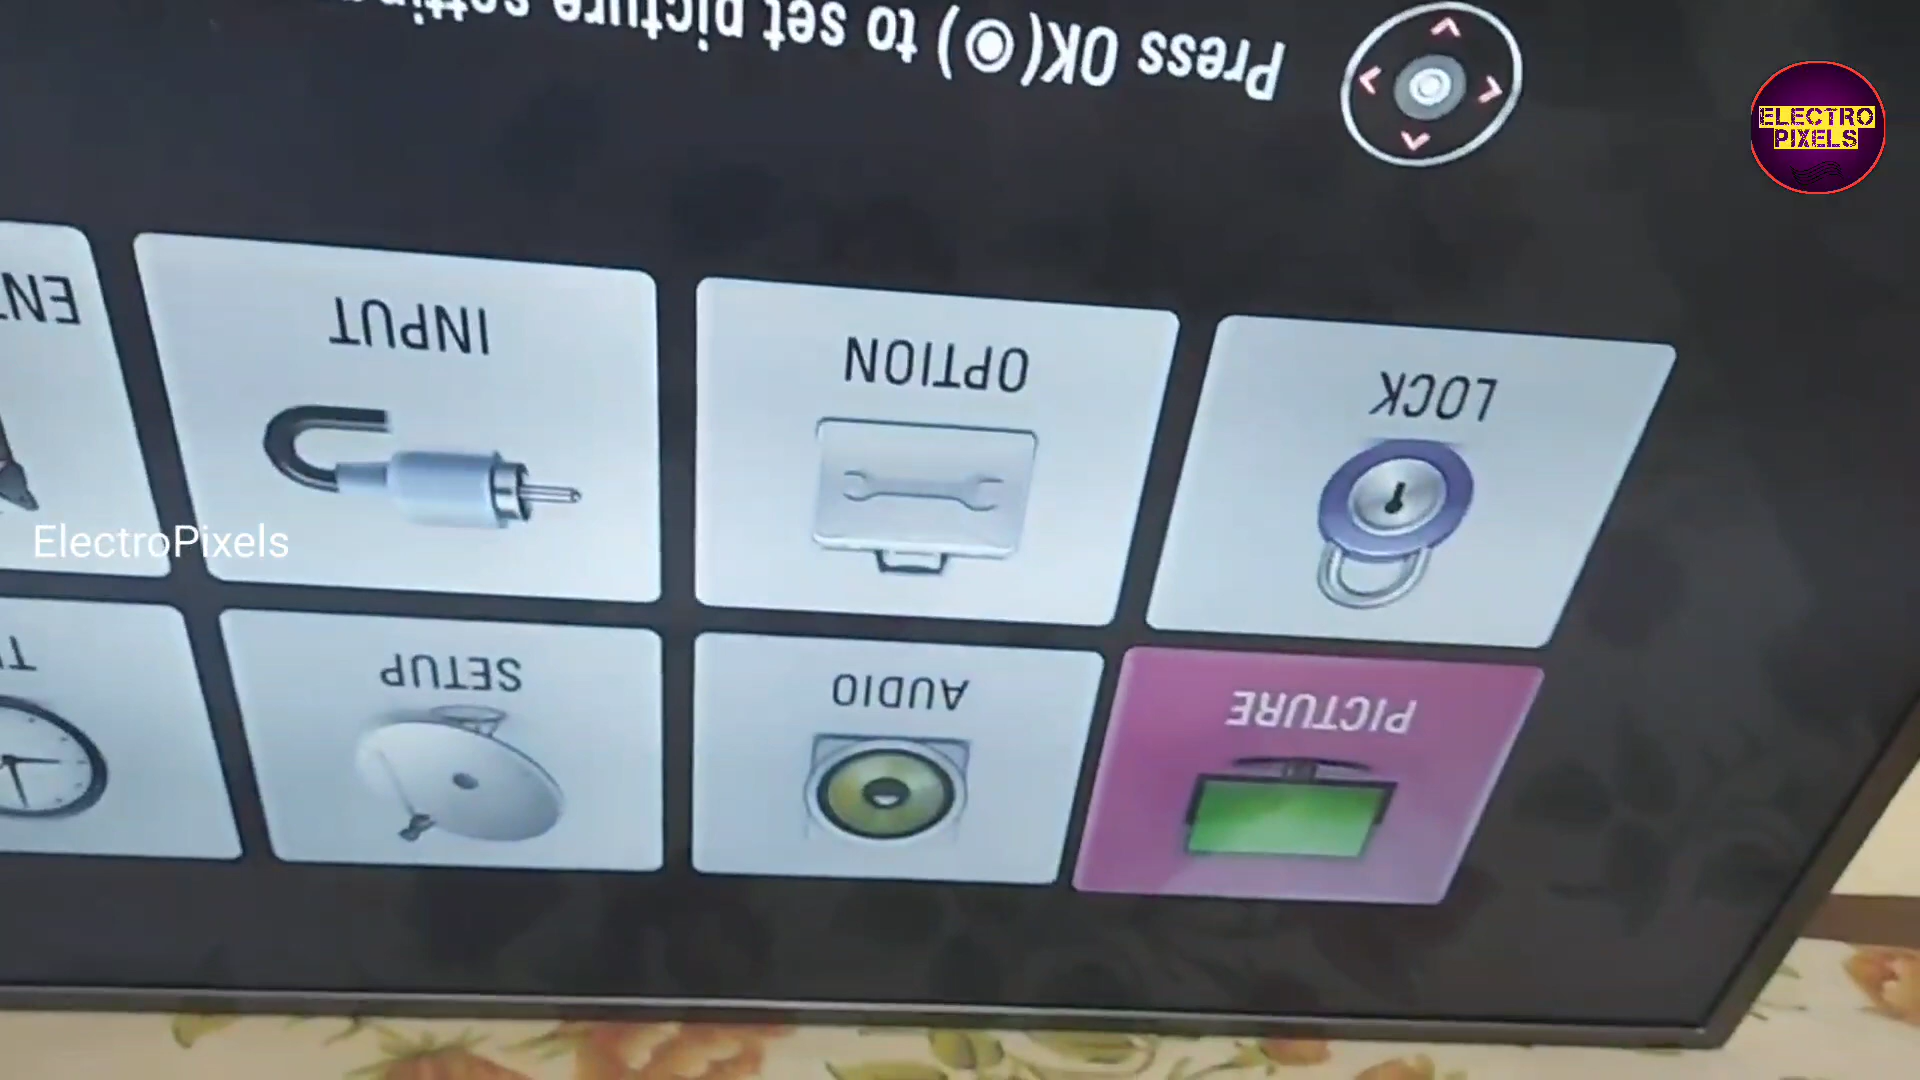 PICTURE
AUDIO
SETUP
LOCK
OPTION
INPUT
Press OK(◉) to set picture
ELECTRO
PIXELS
ElectroPixels